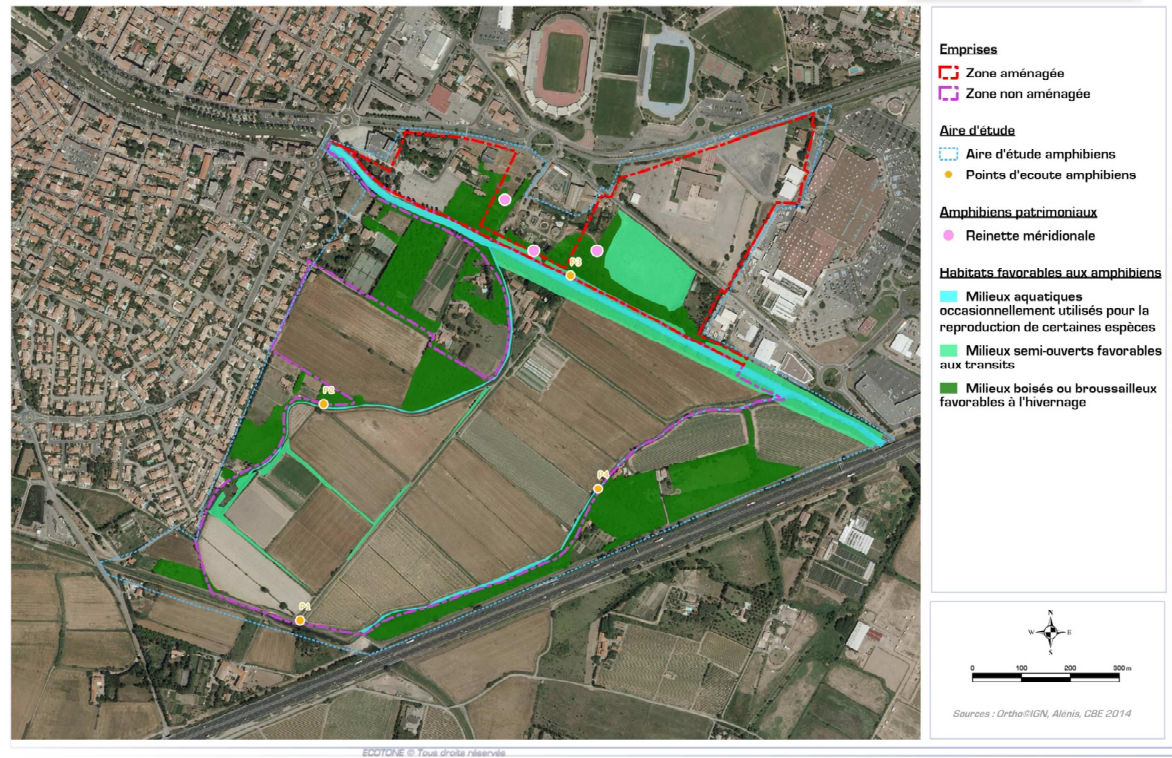 Emprises
Zone aménagée
Zone non aménagée
Aire d'étude
Aire d'étude amphibiens
Points d'ecoute amphibiens
Amphibiens patrimoniaux
Reinette méridionale
Habitats favorables aux amphibiens
Milieux aquatiques
occasionnellement utilisés pour la
reproduction de certaines espèces
Milieux semi-ouverts favorables
aux transits
Milieux boisés ou broussailleux
favorables à l'hivernage
P3
P2
P4
P1
N
W E
S
0 100 200 300 m
Sources : Ortho©IGN, Alénis, CBE 2014
ECOTONE © Tous droits réservés